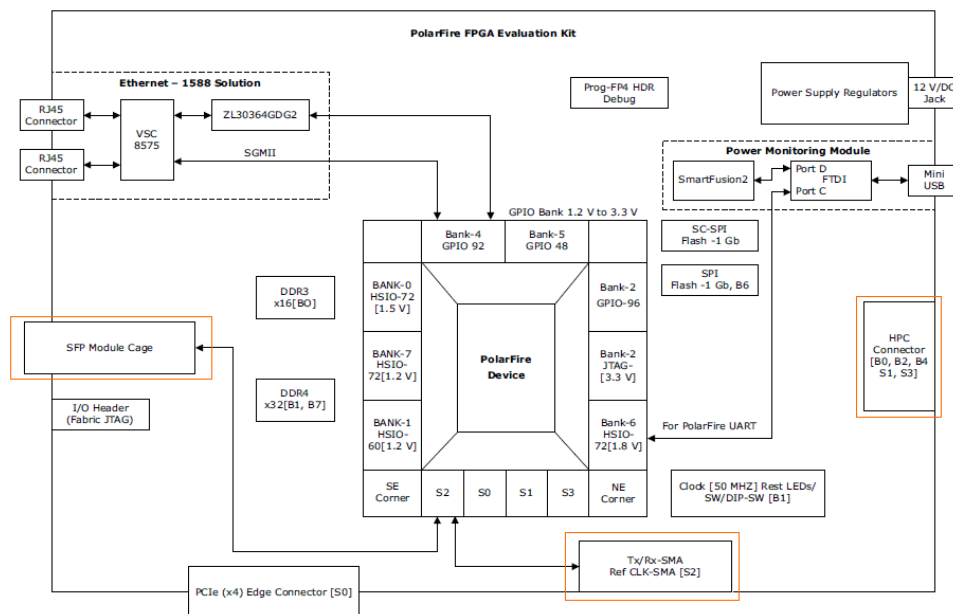 PolarFire FPGA Evaluation Kit
Ethernet – 1588 Solution
RJ45
Connector
RJ45
Connector
VSC
8575
ZL30364GDG2
SGMII
Prog-FP4 HDR
Debug
Power Supply Regulators
12 V/DC
Jack
Power Monitoring Module
SmartFusion2
Port D
FTDI
Port C
Mini
USB
GPIO Bank 1.2 V to 3.3 V
SC-SPI
Flash -1 Gb
SPI
Flash -1 Gb, B6
Bank-4
GPIO 92
Bank-5
GPIO 48
BANK-0
HSIO-72
[1.5 V]
Bank-2
GPIO-96
DDR3
x16[BO]
SFP Module Cage
BANK-7
HSIO-
72[1.2 V]
PolarFire
Device
Bank-2
JTAG-
[3.3 V]
HPC
Connector
[B0, B2, B4
S1, S3]
DDR4
x32[B1, B7]
I/O Header
(Fabric JTAG)
BANK-1
HSIO-
60[1.2 V]
Bank-6
HSIO-
72[1.8 V]
For PolarFire UART
SE
Corner
S2
S0
S1
S3
NE
Corner
Clock [50 MHZ] Rest LEDs/
SW/DIP-SW [B1]
Tx/Rx-SMA
Ref CLK-SMA [S2]
PCIe (x4) Edge Connector [S0]